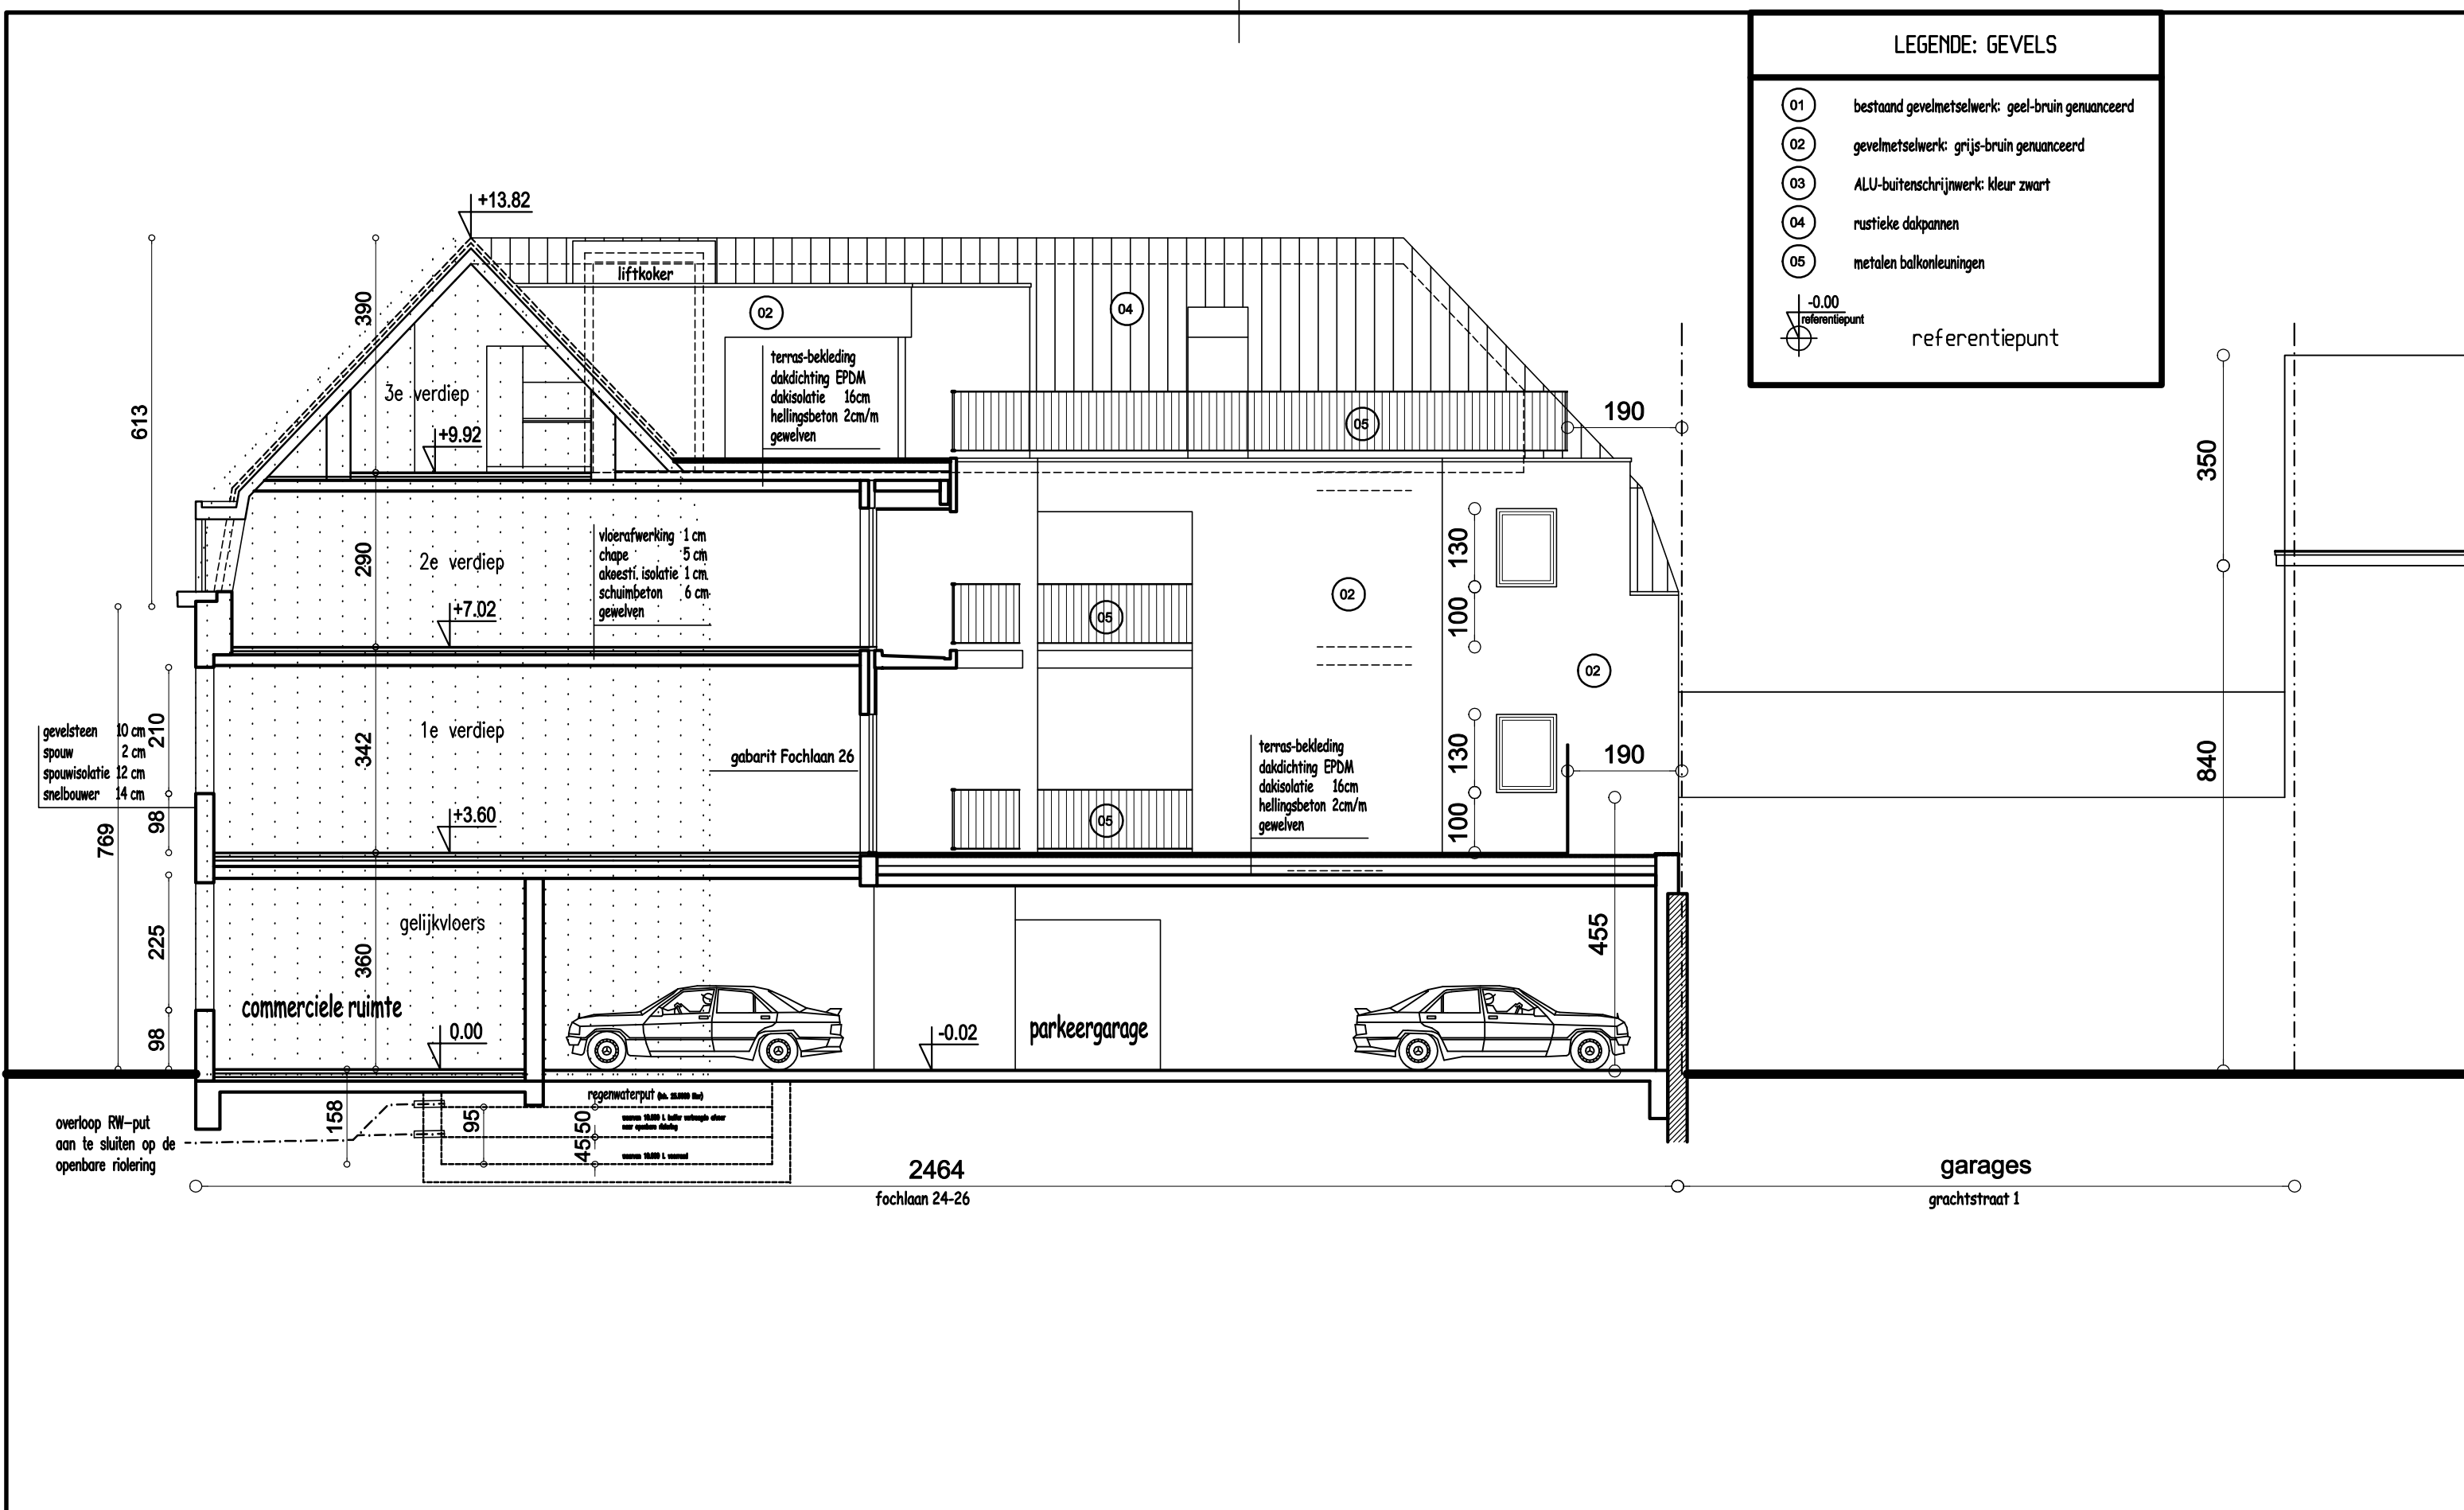 LEGENDE: GEVELS
01 bestaand gevelmetselwerk: geel-bruin genuanceerd
02 gevelmetselwerk: grijs-bruin genuanceerd
03 ALU-buitenschrijnwerk: kleur zwart
04 rustieke dakpannen
05 metalen balkonleuningen
-0.00
referentiepunt
referentiepunt
+13.82
liftkoker
390
02
04
terras-bekleding
dakdichting EPDM
dakisolatie 16cm
hellingsbeton 2cm/m
gewelven
3e verdiep
613
+9.92
05
190
350
vloerafwerking 1 cm
chape 5 cm
akoesti. isolatie 1 cm
schuimbeton 6 cm
gewelven
290
2e verdiep
130
02
+7.02
05
100
02
gevelsteen 10 cm
spouw 2 cm
spouwisolatie 12 cm
snelbouwer 14 cm
210
342
1e verdiep
gabarit Fochlaan 26
terras-bekleding
dakdichting EPDM
dakisolatie 16cm
hellingsbeton 2cm/m
gewelven
130
190
840
769
98
+3.60
05
100
225
gelijkvloers
360
455
commerciele ruimte
98
0.00
-0.02
parkeergarage
overloop RW-put
aan te sluiten op de
openbare riolering
158
95
50
45
regenwaterput
2464
fochlaan 24-26
garages
grachtstraat 1